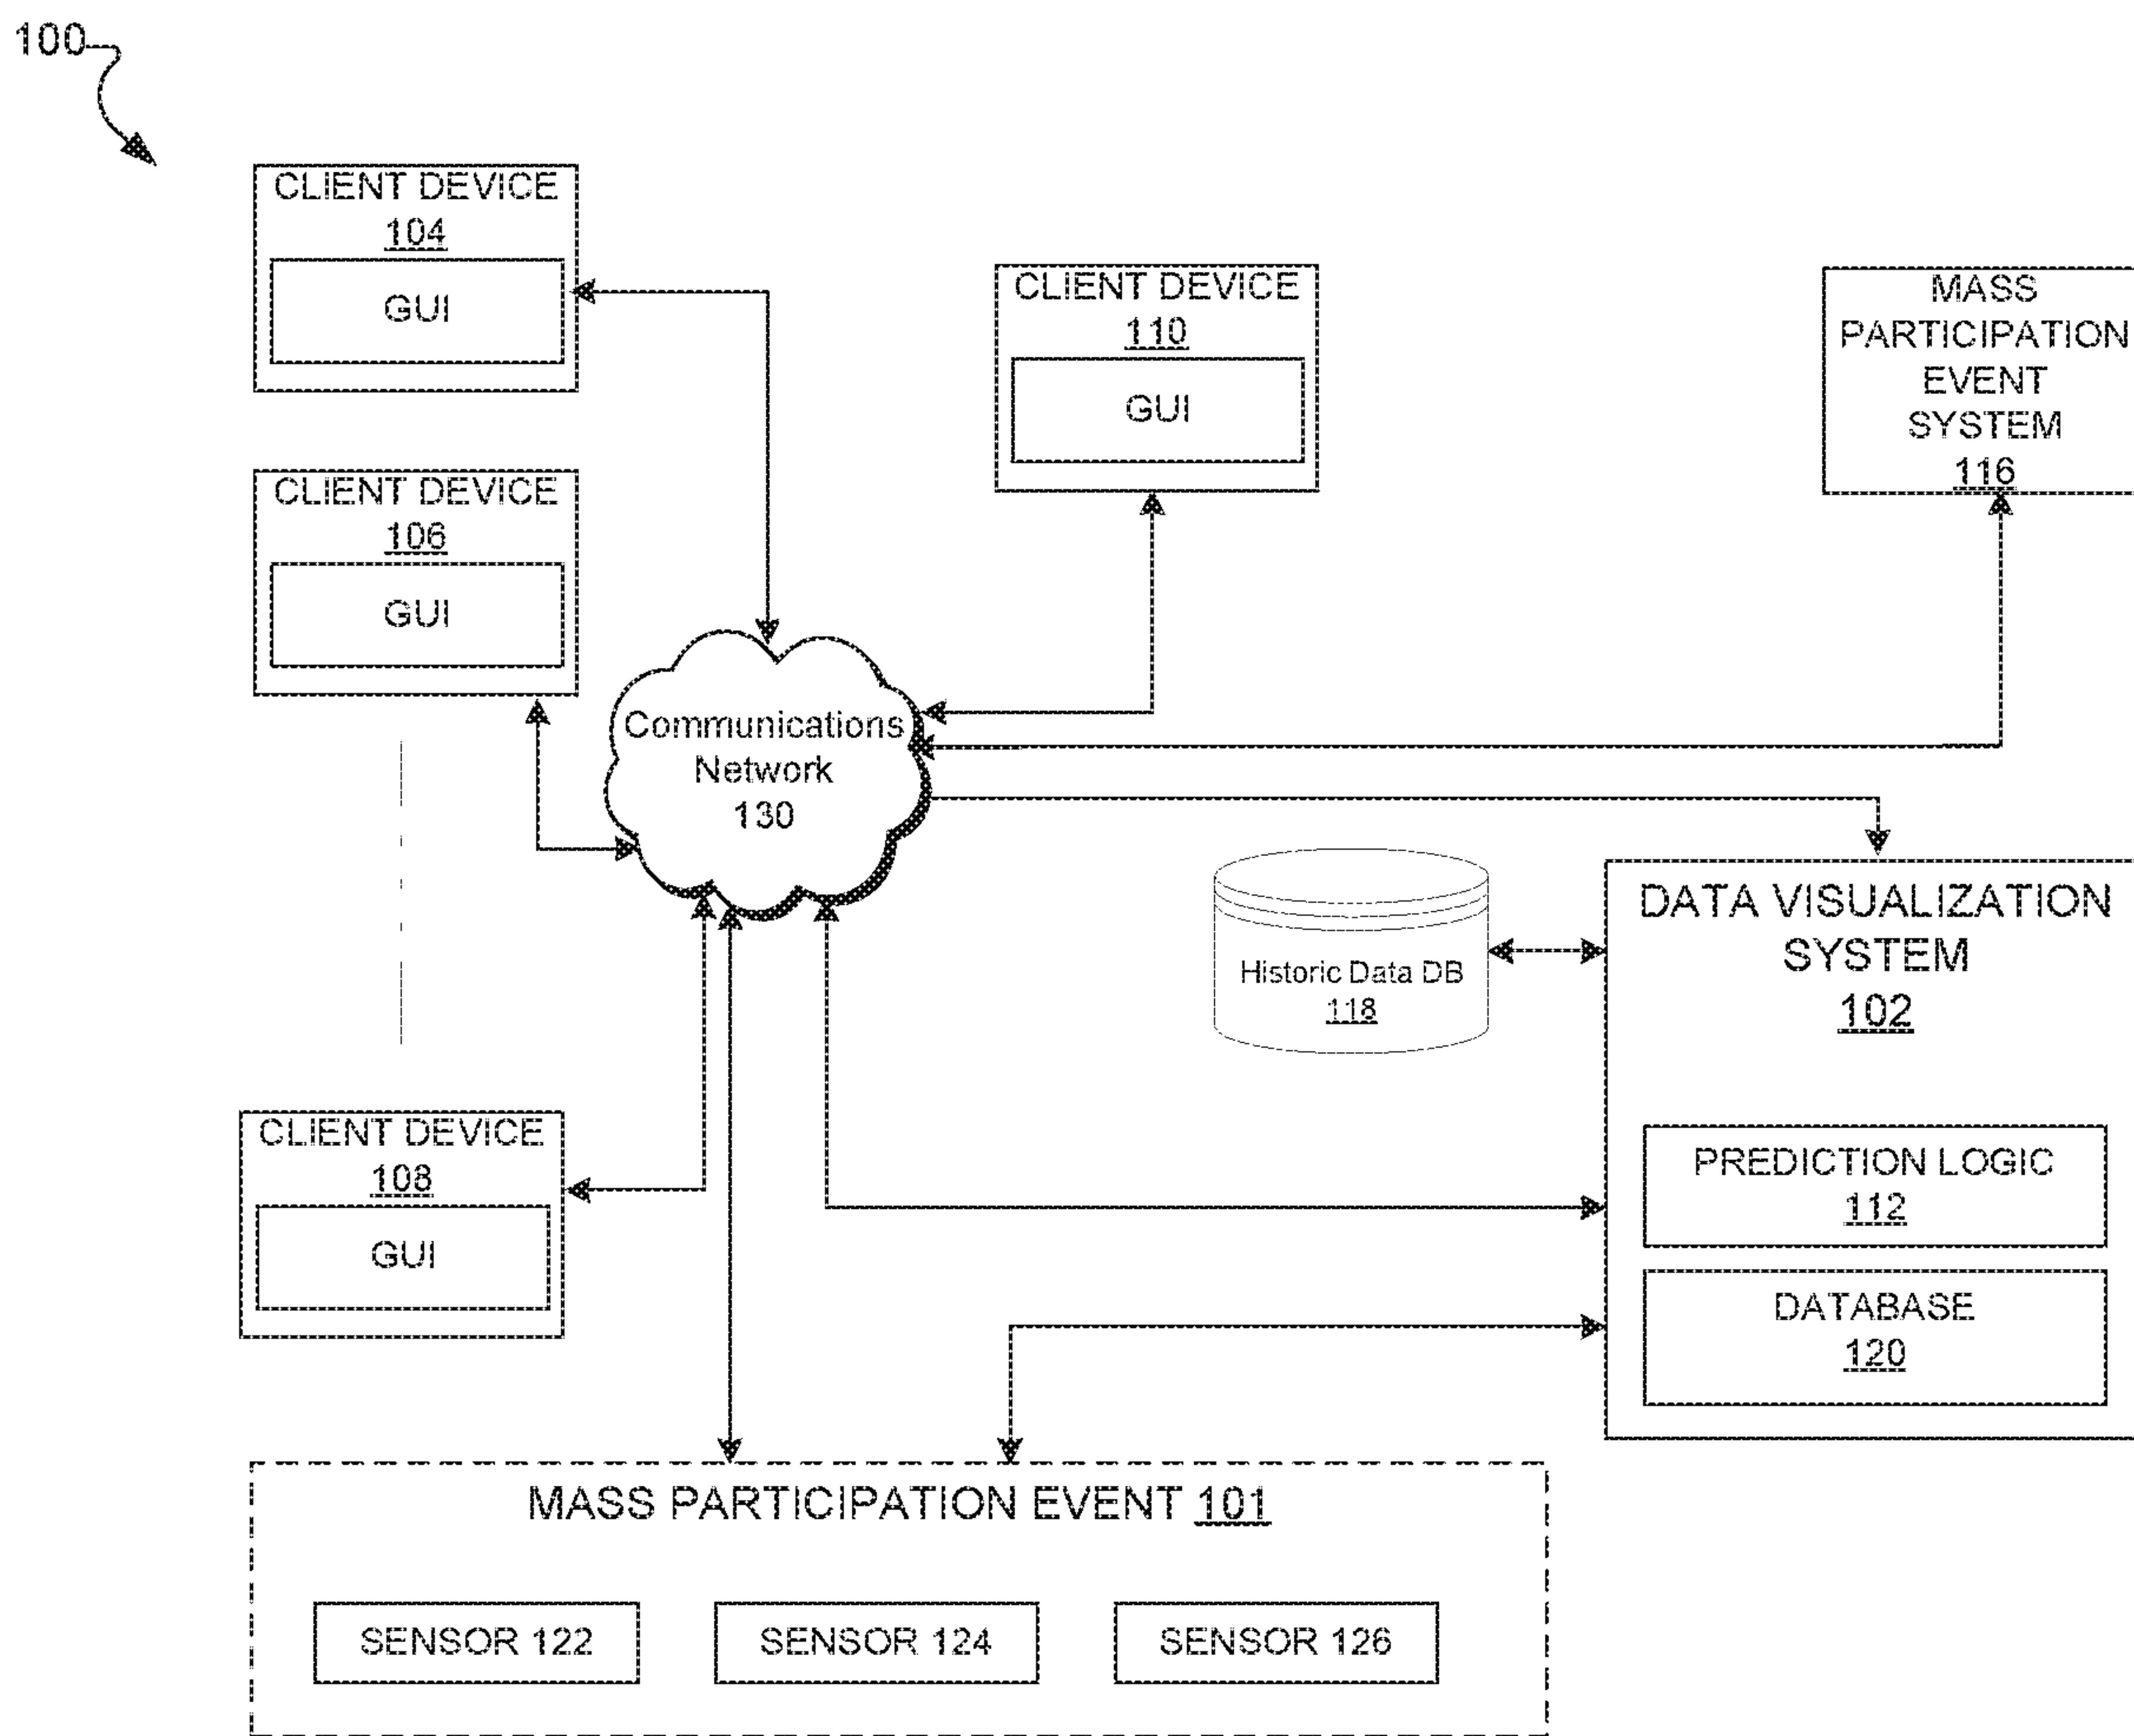 100
CLIENT DEVICE
104
GUI
CLIENT DEVICE
110
GUI
MASS
PARTICIPATION
EVENT
SYSTEM
116
CLIENT DEVICE
106
GUI
Communications
Network
130
Historic Data DB
118
DATA VISUALIZATION
SYSTEM
102
PREDICTION LOGIC
112
DATABASE
120
CLIENT DEVICE
108
GUI
MASS PARTICIPATION EVENT 101
SENSOR 122
SENSOR 124
SENSOR 126